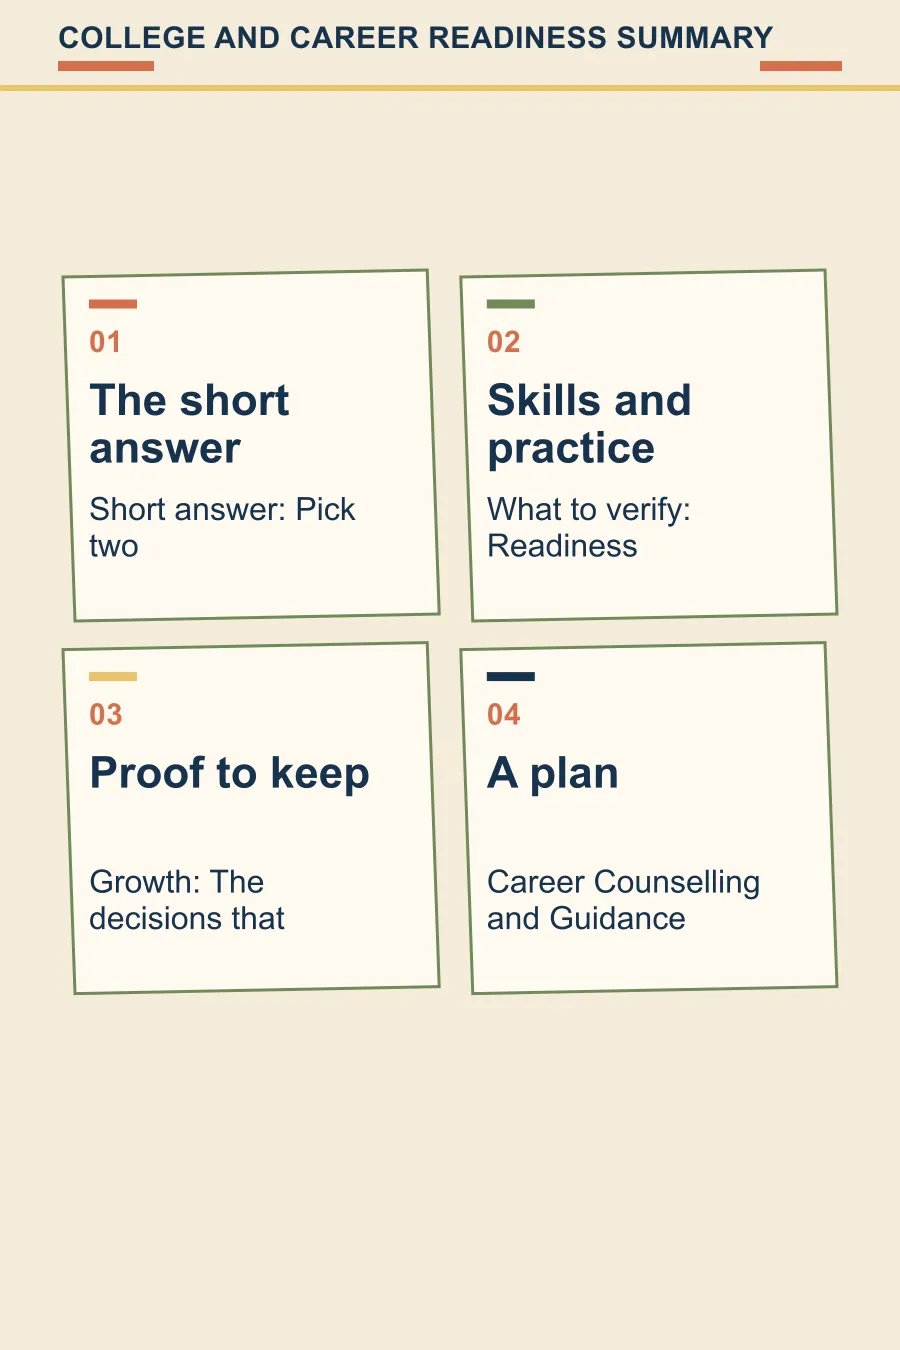 COLLEGE AND CAREER READINESS SUMMARY
01
The short
answer
Short answer: Pick
two
02
Skills and
practice
What to verify:
Readiness
03
Proof to keep
Growth: The
decisions that
04
A plan
Career Counselling
and Guidance